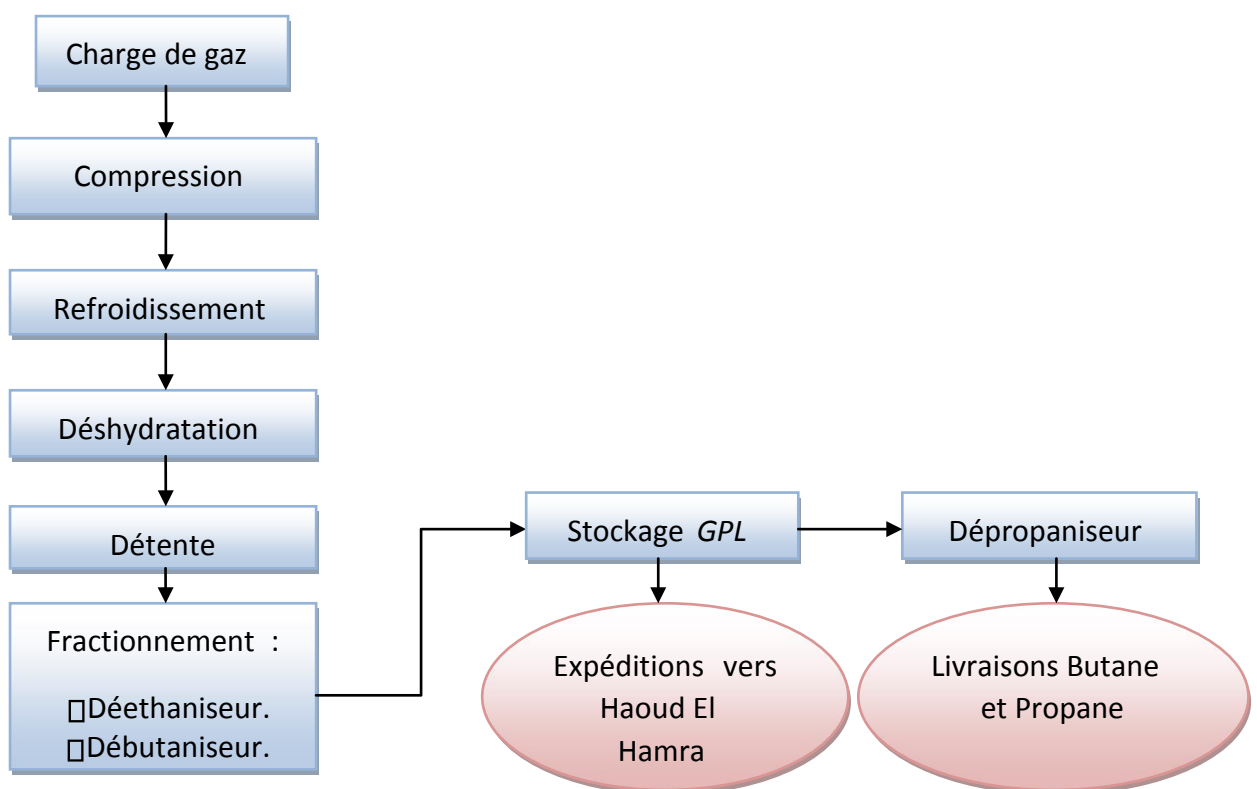 Charge de gaz
Compression
Refroidissement
Déshydratation
Détente
Fractionnement :
▯Déethaniseur.
▯Débutaniseur.
Stockage GPL
Dépropaniseur
Expéditions vers
Haoud El
Hamra
Livraisons Butane
et Propane